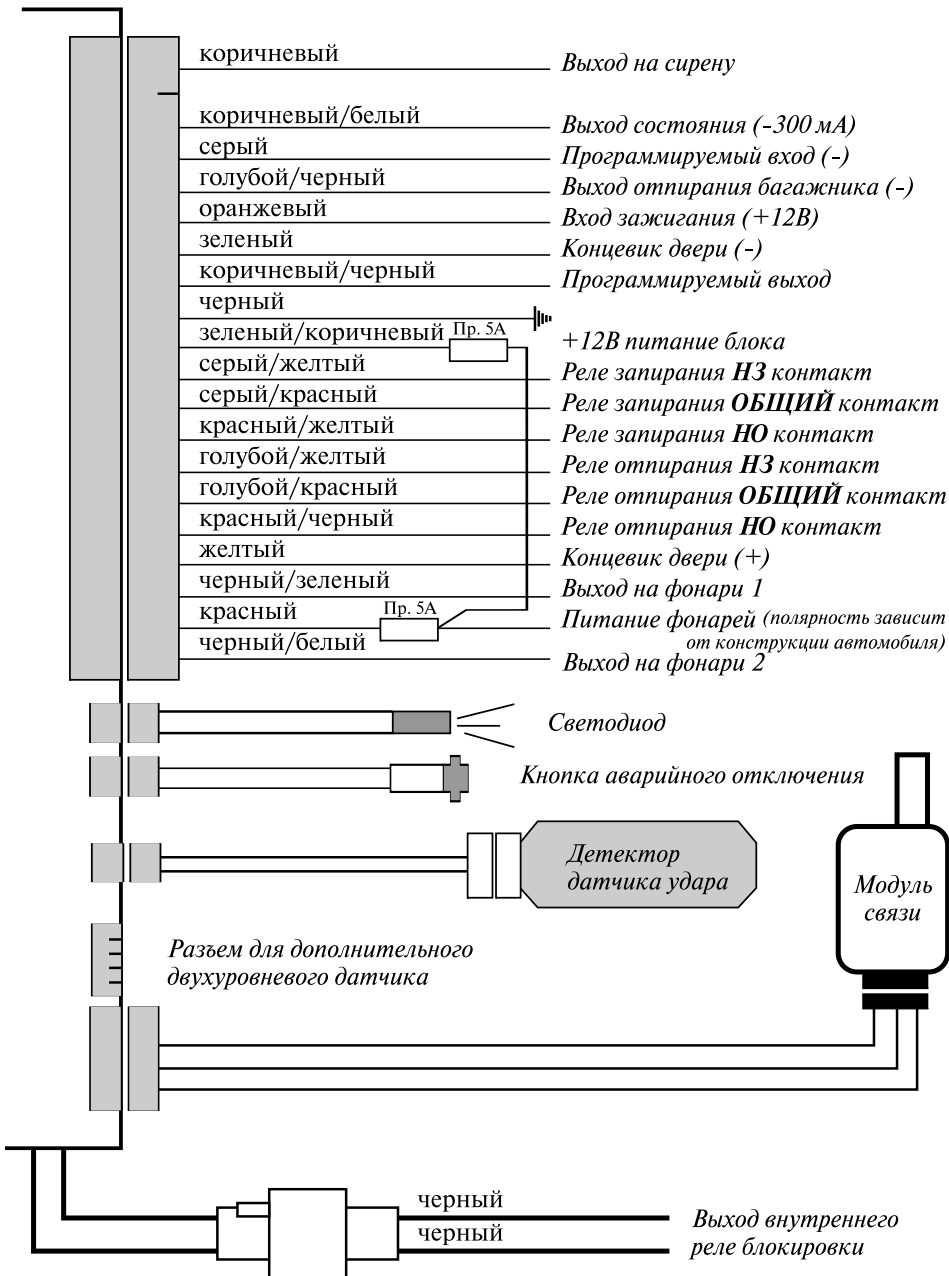 коричневый
Выход на сирену
коричневый/белый
Выход состояния (-300 мА)
серый
Программируемый вход (-)
голубой/черный
Выход отпирания багажника (-)
оранжевый
Вход зажигания (+12В)
зеленый
Концевик двери (-)
коричневый/черный
Программируемый выход
черный
зеленый/коричневый
Пр. 5А
+12В питание блока
серый/желтый
Реле запирания НЗ контакт
серый/красный
Реле запирания ОБЩИЙ контакт
красный/желтый
Реле запирания НО контакт
голубой/желтый
Реле отпирания НЗ контакт
голубой/красный
Реле отпирания ОБЩИЙ контакт
красный/черный
Реле отпирания НО контакт
желтый
Концевик двери (+)
черный/зеленый
Выход на фонари 1
красный
Пр. 5А
Питание фонарей (полярность зависит
от конструкции автомобиля)
черный/белый
Выход на фонари 2
Светодиод
Кнопка аварийного отключения
Детектор
датчика удара
Модуль
связи
Разъем для дополнительного
двухуровневого датчика
черный
черный
Выход внутреннего
реле блокировки